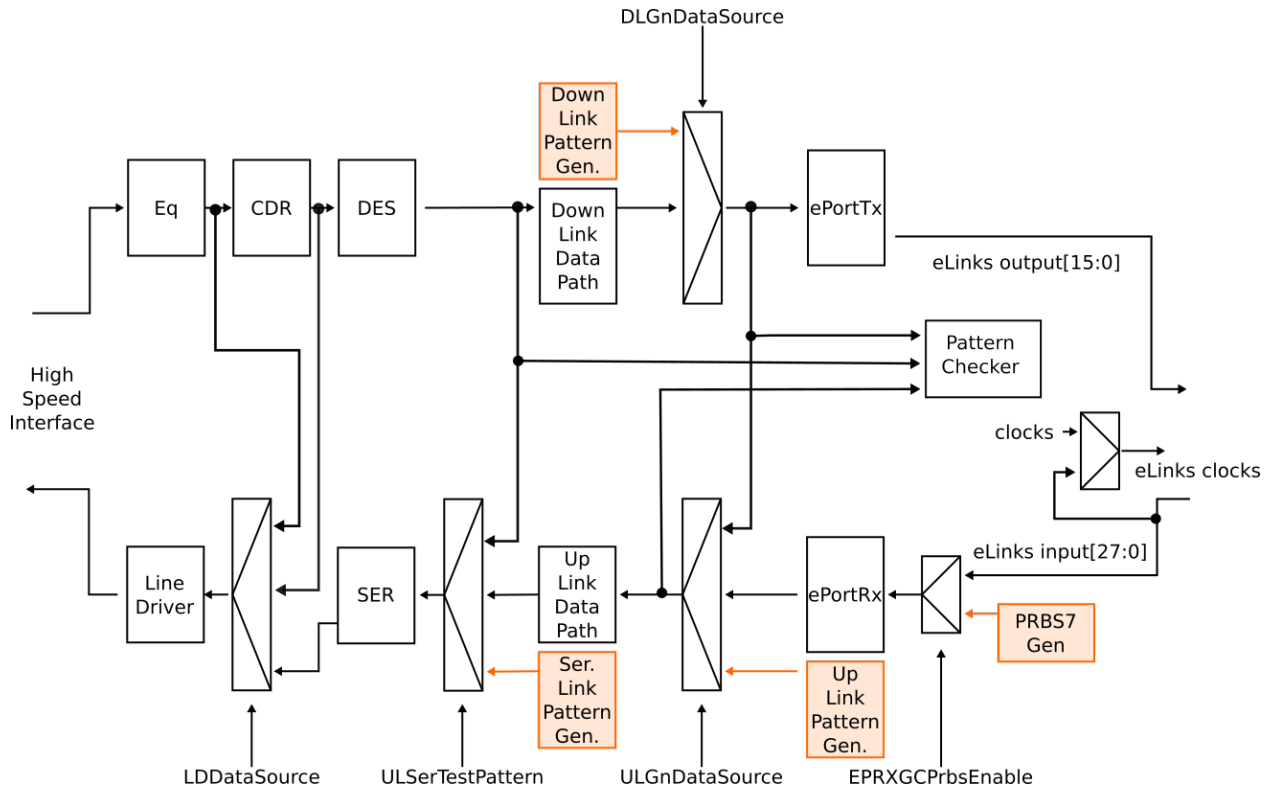 DLGnDataSource
Down
Link
Pattern
Gen.
Eq
CDR
DES
Down
Link
Data
Path
ePortTx
eLinks output[15:0]
Pattern
Checker
High
Speed
Interface
clocks
eLinks clocks
eLinks input[27:0]
Line
Driver
SER
Up
Link
Data
Path
ePortRx
PRBS7
Gen
Ser.
Link
Pattern
Gen.
Up
Link
Pattern
Gen.
LDDataSource
ULSerTestPattern
ULGnDataSource
EPRXGCPrbsEnable